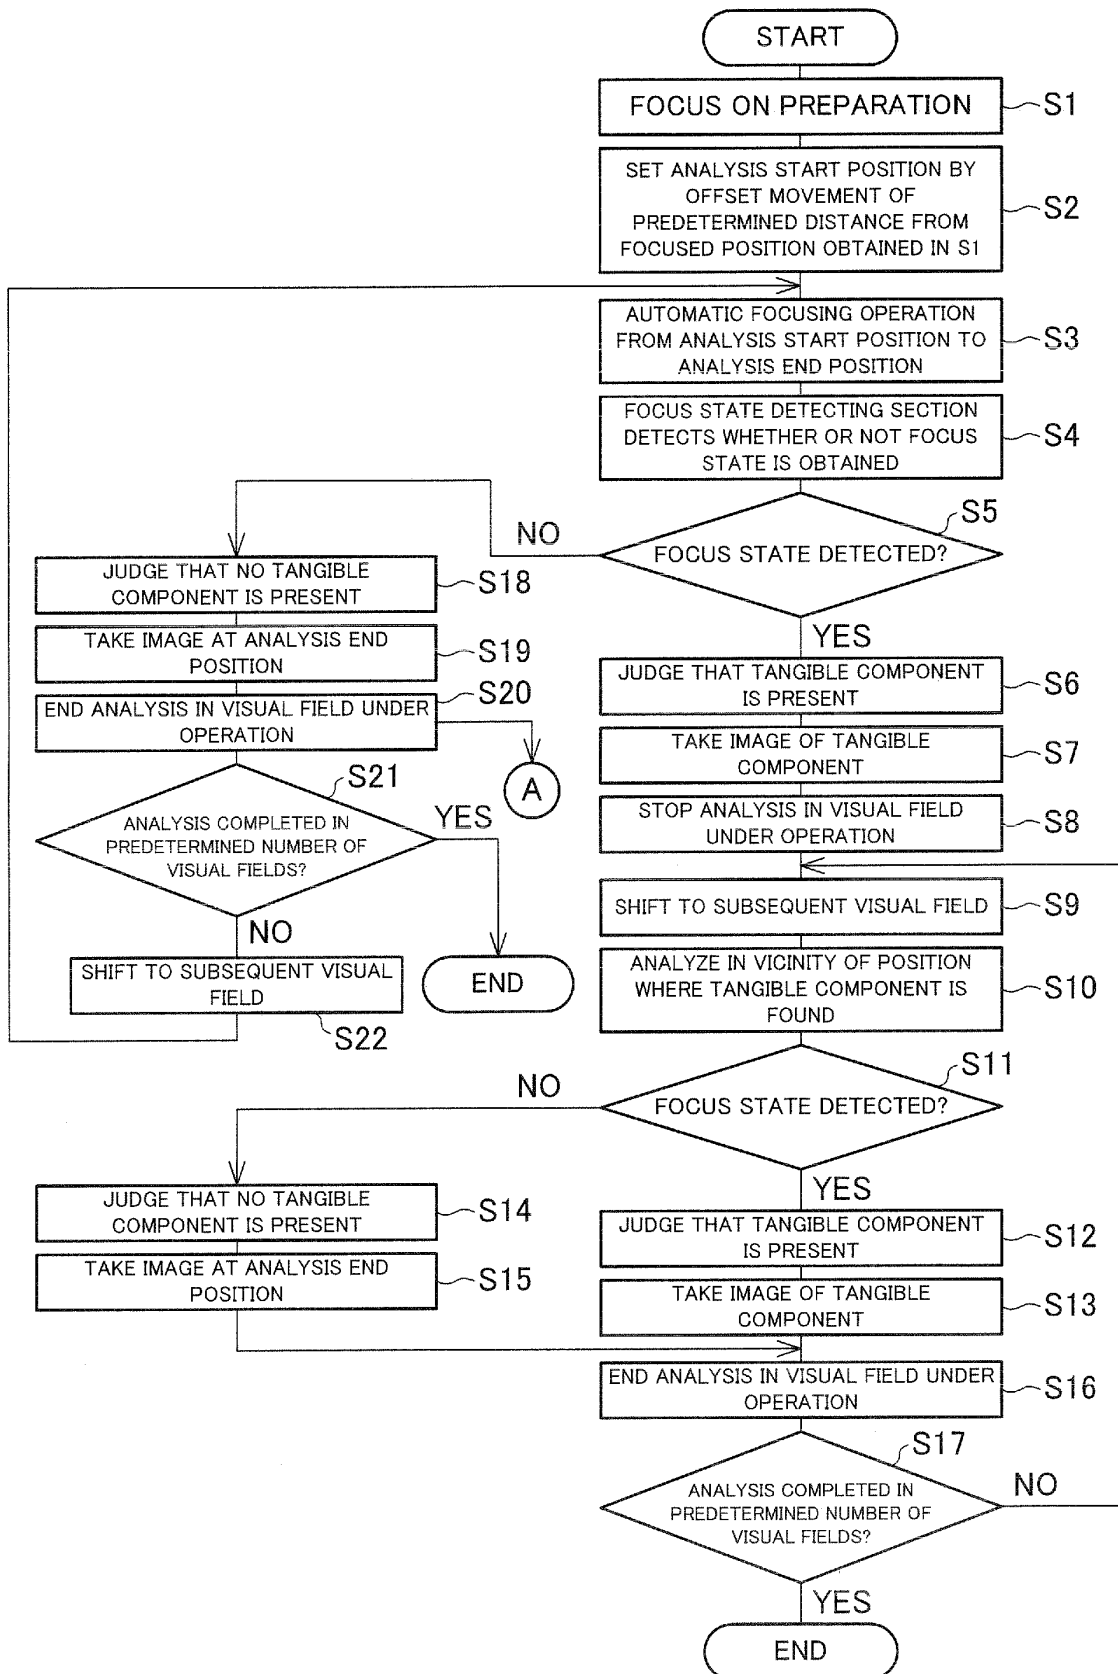 START
FOCUS ON PREPARATION
S1
SET ANALYSIS START POSITION BY
OFFSET MOVEMENT OF
PREDETERMINED DISTANCE FROM
FOCUSED POSITION OBTAINED IN S1
S2
AUTOMATIC FOCUSING OPERATION
FROM ANALYSIS START POSITION TO
ANALYSIS END POSITION
S3
FOCUS STATE DETECTING SECTION
DETECTS WHETHER OR NOT FOCUS
STATE IS OBTAINED
S4
S5
FOCUS STATE DETECTED?
NO
YES
JUDGE THAT NO TANGIBLE
COMPONENT IS PRESENT
S18
TAKE IMAGE AT ANALYSIS END
POSITION
S19
END ANALYSIS IN VISUAL FIELD UNDER
OPERATION
S20
A
S21
ANALYSIS COMPLETED IN
PREDETERMINED NUMBER OF
VISUAL FIELDS?
YES
NO
SHIFT TO SUBSEQUENT VISUAL
FIELD
S22
END
JUDGE THAT TANGIBLE COMPONENT
IS PRESENT
S6
TAKE IMAGE OF TANGIBLE
COMPONENT
S7
STOP ANALYSIS IN VISUAL FIELD
UNDER OPERATION
S8
SHIFT TO SUBSEQUENT VISUAL FIELD
S9
ANALYZE IN VICINITY OF POSITION
WHERE TANGIBLE COMPONENT IS
FOUND
S10
S11
FOCUS STATE DETECTED?
NO
YES
JUDGE THAT NO TANGIBLE
COMPONENT IS PRESENT
S14
TAKE IMAGE AT ANALYSIS END
POSITION
S15
JUDGE THAT TANGIBLE COMPONENT
IS PRESENT
S12
TAKE IMAGE OF TANGIBLE
COMPONENT
S13
END ANALYSIS IN VISUAL FIELD UNDER
OPERATION
S16
S17
ANALYSIS COMPLETED IN
PREDETERMINED NUMBER OF
VISUAL FIELDS?
NO
YES
END